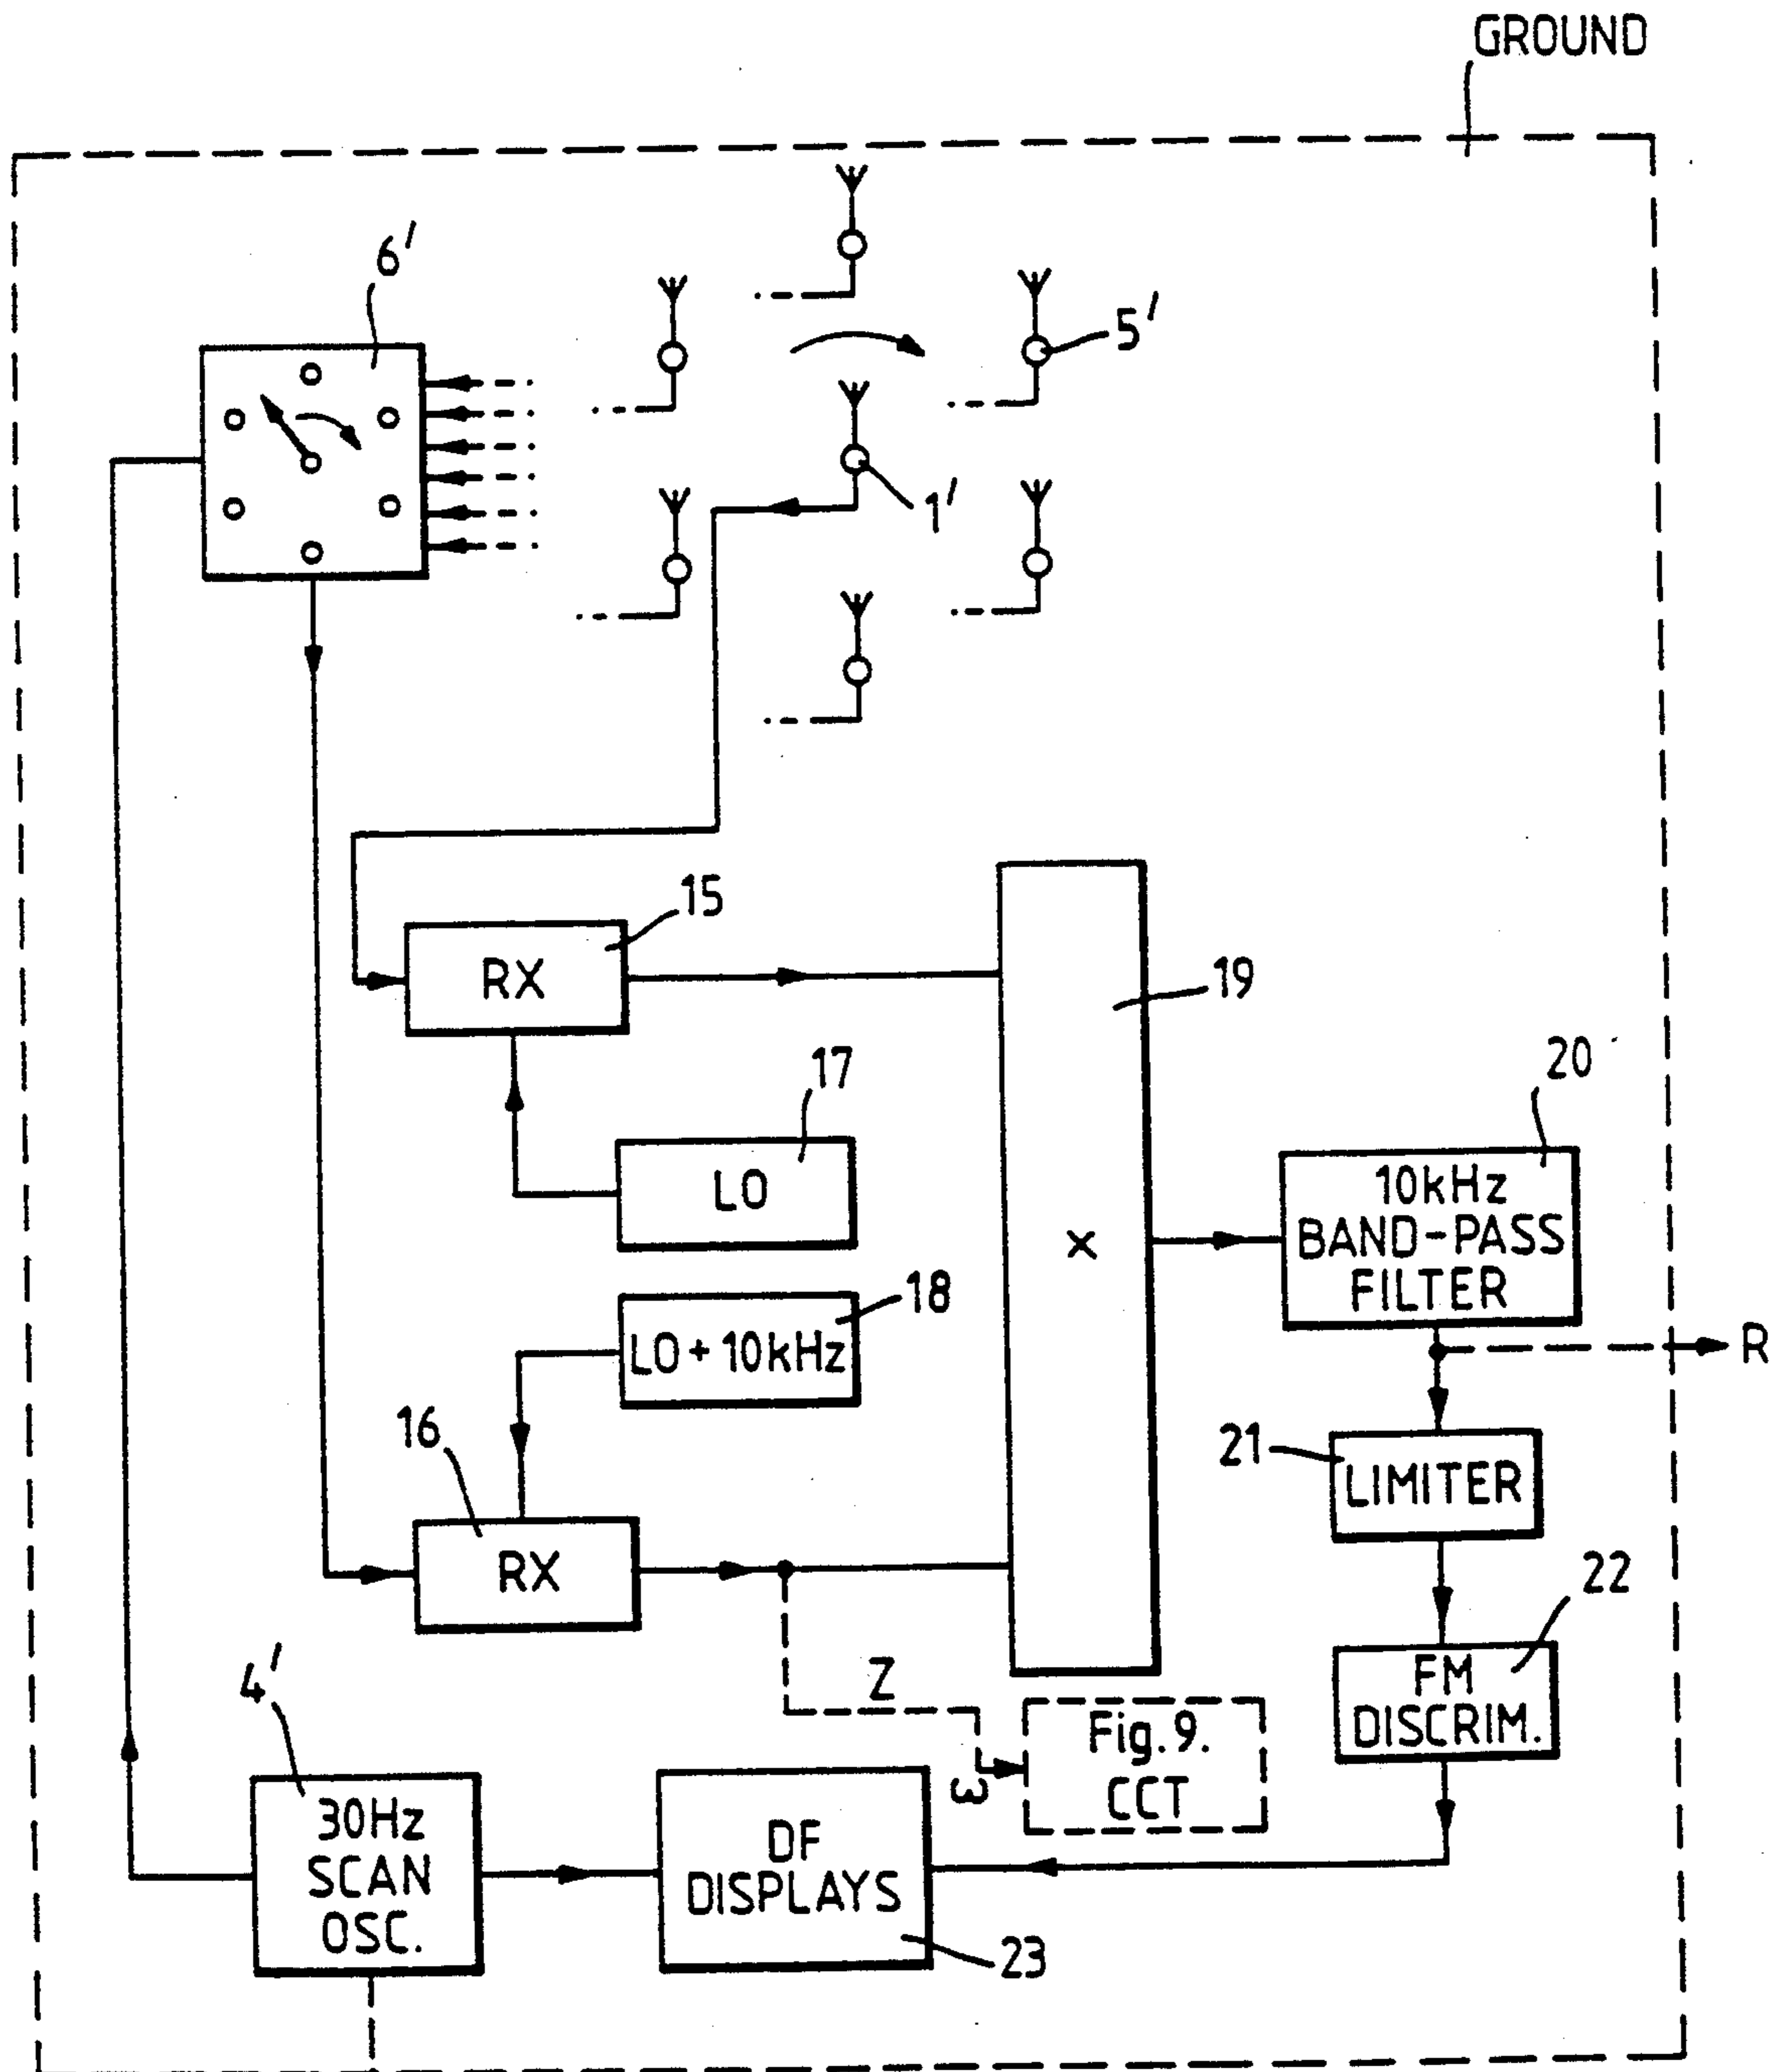 GROUND
6'
5'
1'
15
RX
19
17
LO
20
10kHz
BAND-PASS
FILTER
18
LO + 10kHz
R
16
RX
21
LIMITER
22
FM
DISCRIM.
Z
4'
Fig. 9.
CCT
ω
30Hz
SCAN
OSC.
DF
DISPLAYS
23
X